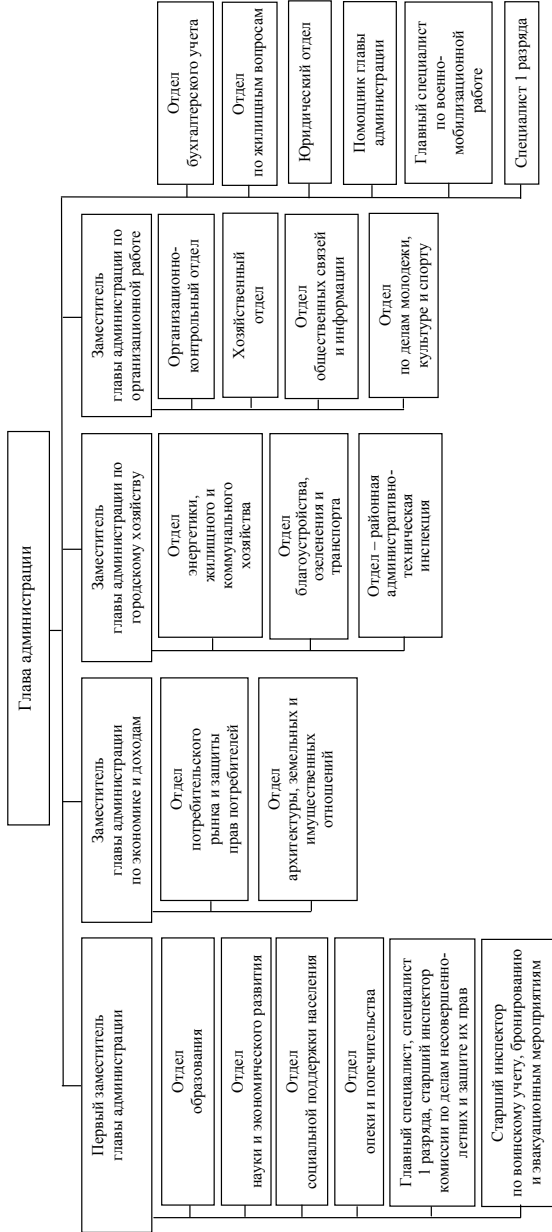 Глава администрации
Первый заместитель
главы администрации
Отдел
образования
Отдел
науки и экономического развития
Отдел
социальной поддержки населения
Отдел
опеки и попечительства
Главный специалист, специалист
1 разряда, старший инспектор
комиссии по делам несовершенно-
летних и защите их прав
Старший инспектор
по воинскому учету, бронированию
и эвакуационным мероприятиям
Заместитель
главы администрации
по экономике и доходам
Отдел
потребительского
рынка и защиты
прав потребителей
Отдел
архитектуры, земельных и
имущественных
отношений
Заместитель
главы администрации по
городскому хозяйству
Отдел
энергетики,
жилищного и
коммунального
хозяйства
Отдел
благоустройства,
озеленения и
транспорта
Отдел – районная
административно-
техническая
инспекция
Заместитель
главы администрации по
организационной работе
Организационно-
контрольный отдел
Хозяйственный
отдел
Отдел
общественных связей
и информации
Отдел
по делам молодежи,
культуре и спорту
Отдел
бухгалтерского учета
Отдел
по жилищным вопросам
Юридический отдел
Помощник главы
администрации
Главный специалист
по военно-
мобилизационной
работе
Специалист 1 разряда